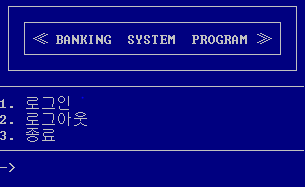 ≪ BANKING SYSTEM PROGRAM ≫
1. 로그인
2. 로그아웃
3. 종료
->